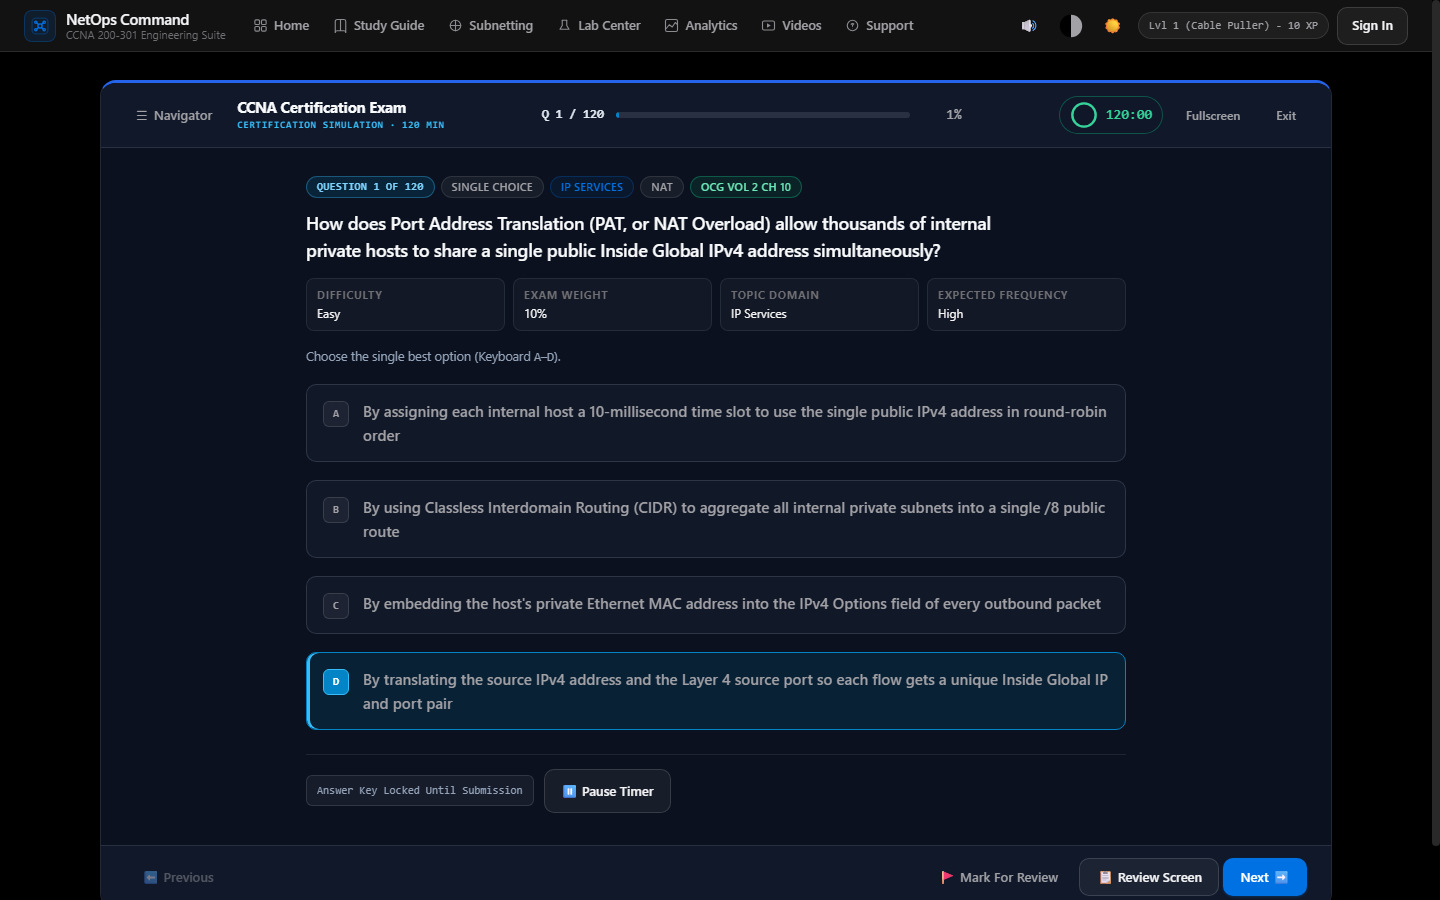 NetOps Command
CCNA 200-301 Engineering Suite
Home
Study Guide
Subnetting
Lab Center
Analytics
Videos
Support
Lvl 1 (Cable Puller) - 10 XP
Sign In
☰ Navigator
CCNA Certification Exam
CERTIFICATION SIMULATION · 120 MIN
Q 1 / 120
1%
120:00
Fullscreen
Exit
QUESTION 1 OF 120
SINGLE CHOICE
IP SERVICES
NAT
OCG VOL 2 CH 10
How does Port Address Translation (PAT, or NAT Overload) allow thousands of internal
private hosts to share a single public Inside Global IPv4 address simultaneously?
DIFFICULTY
Easy
EXAM WEIGHT
10%
TOPIC DOMAIN
IP Services
EXPECTED FREQUENCY
High
Choose the single best option (Keyboard A–D).
A
By assigning each internal host a 10-millisecond time slot to use the single public IPv4 address in round-robin
order
B
By using Classless Interdomain Routing (CIDR) to aggregate all internal private subnets into a single /8 public
route
C
By embedding the host's private Ethernet MAC address into the IPv4 Options field of every outbound packet
D
By translating the source IPv4 address and the Layer 4 source port so each flow gets a unique Inside Global IP
and port pair
Answer Key Locked Until Submission
Pause Timer
Previous
Mark For Review
Review Screen
Next